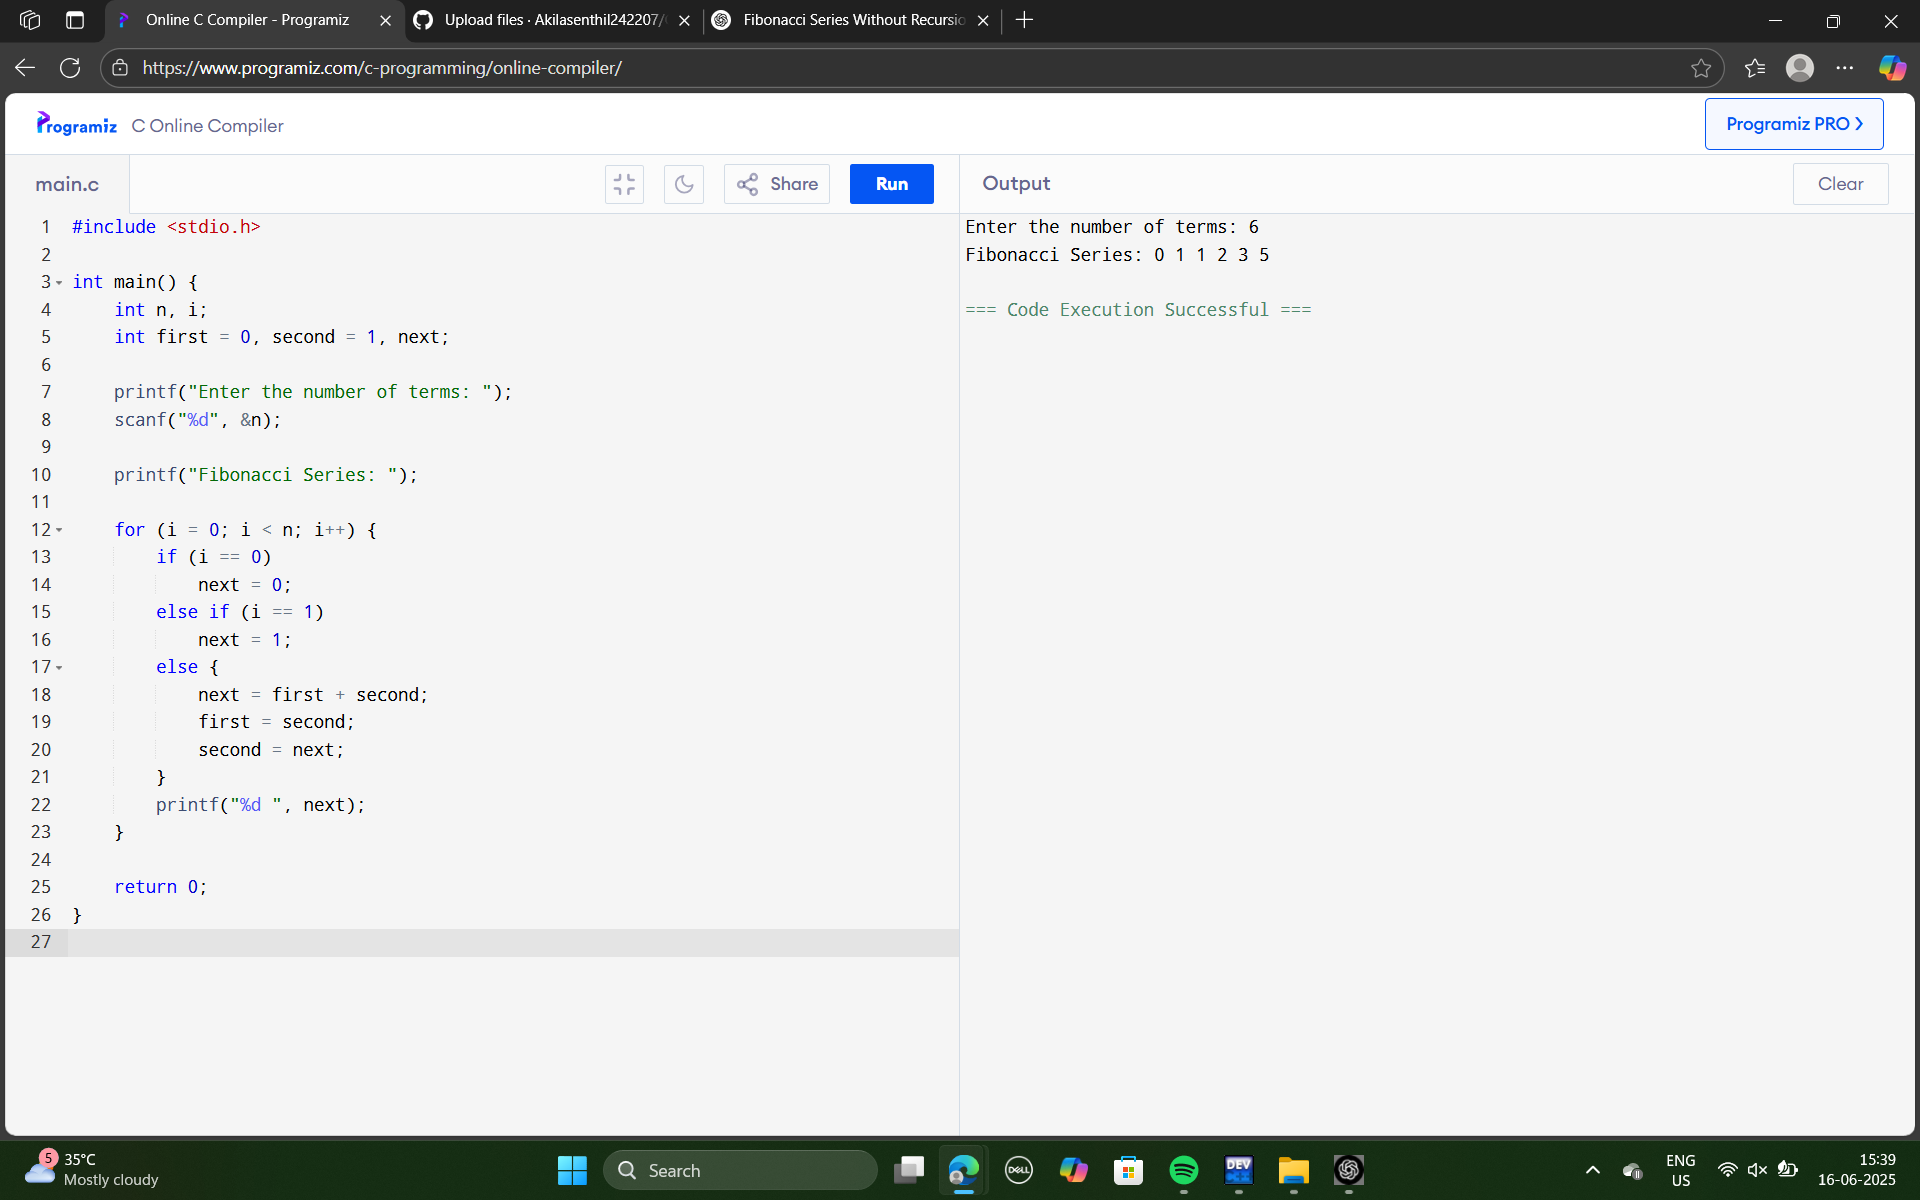 Online C Compiler - Programiz
Upload files · Akilasenthil242207/
Fibonacci Series Without Recursio
https://www.programiz.com/c-programming/online-compiler/
Programiz C Online Compiler
Programiz PRO
main.c
Share
Run
Output
Clear
1 #include <stdio.h>
2
3 int main() {
4     int n, i;
5     int first = 0, second = 1, next;
6
7     printf("Enter the number of terms: ");
8     scanf("%d", &n);
9
10     printf("Fibonacci Series: ");
11
12     for (i = 0; i < n; i++) {
13         if (i == 0)
14             next = 0;
15         else if (i == 1)
16             next = 1;
17         else {
18             next = first + second;
19             first = second;
20             second = next;
21         }
22         printf("%d ", next);
23     }
24
25     return 0;
26 }
27
Enter the number of terms: 6
Fibonacci Series: 0 1 1 2 3 5
=== Code Execution Successful ===
5
35°C
Mostly cloudy
Search
DELL
DEV
ENG
US
15:39
16-06-2025